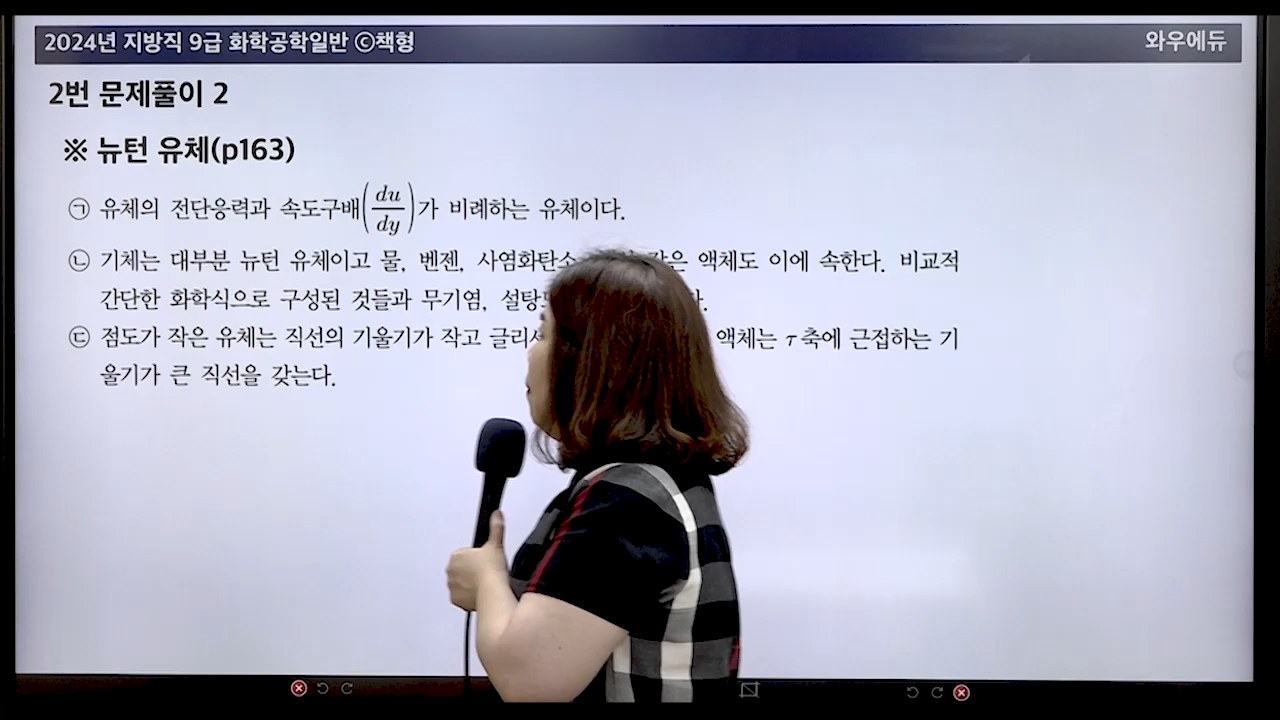 2024년 지방직 9급 화학공학일반 Ⓒ책형
와우에듀
2번 문제풀이 2
※ 뉴턴 유체(p163)
㉠ 유체의 전단응력과 속도구배(du/dy)가 비례하는 유체이다.
㉡ 기체는 대부분 뉴턴 유체이고 물, 벤젠, 사염화탄소 같은 액체도 이에 속한다. 비교적
간단한 화학식으로 구성된 것들과 무기염,
㉢ 점도가 작은 유체는 직선의 기울기가 작고 액체는 τ축에 근접하는 기
울기가 큰 직선을 갖는다.